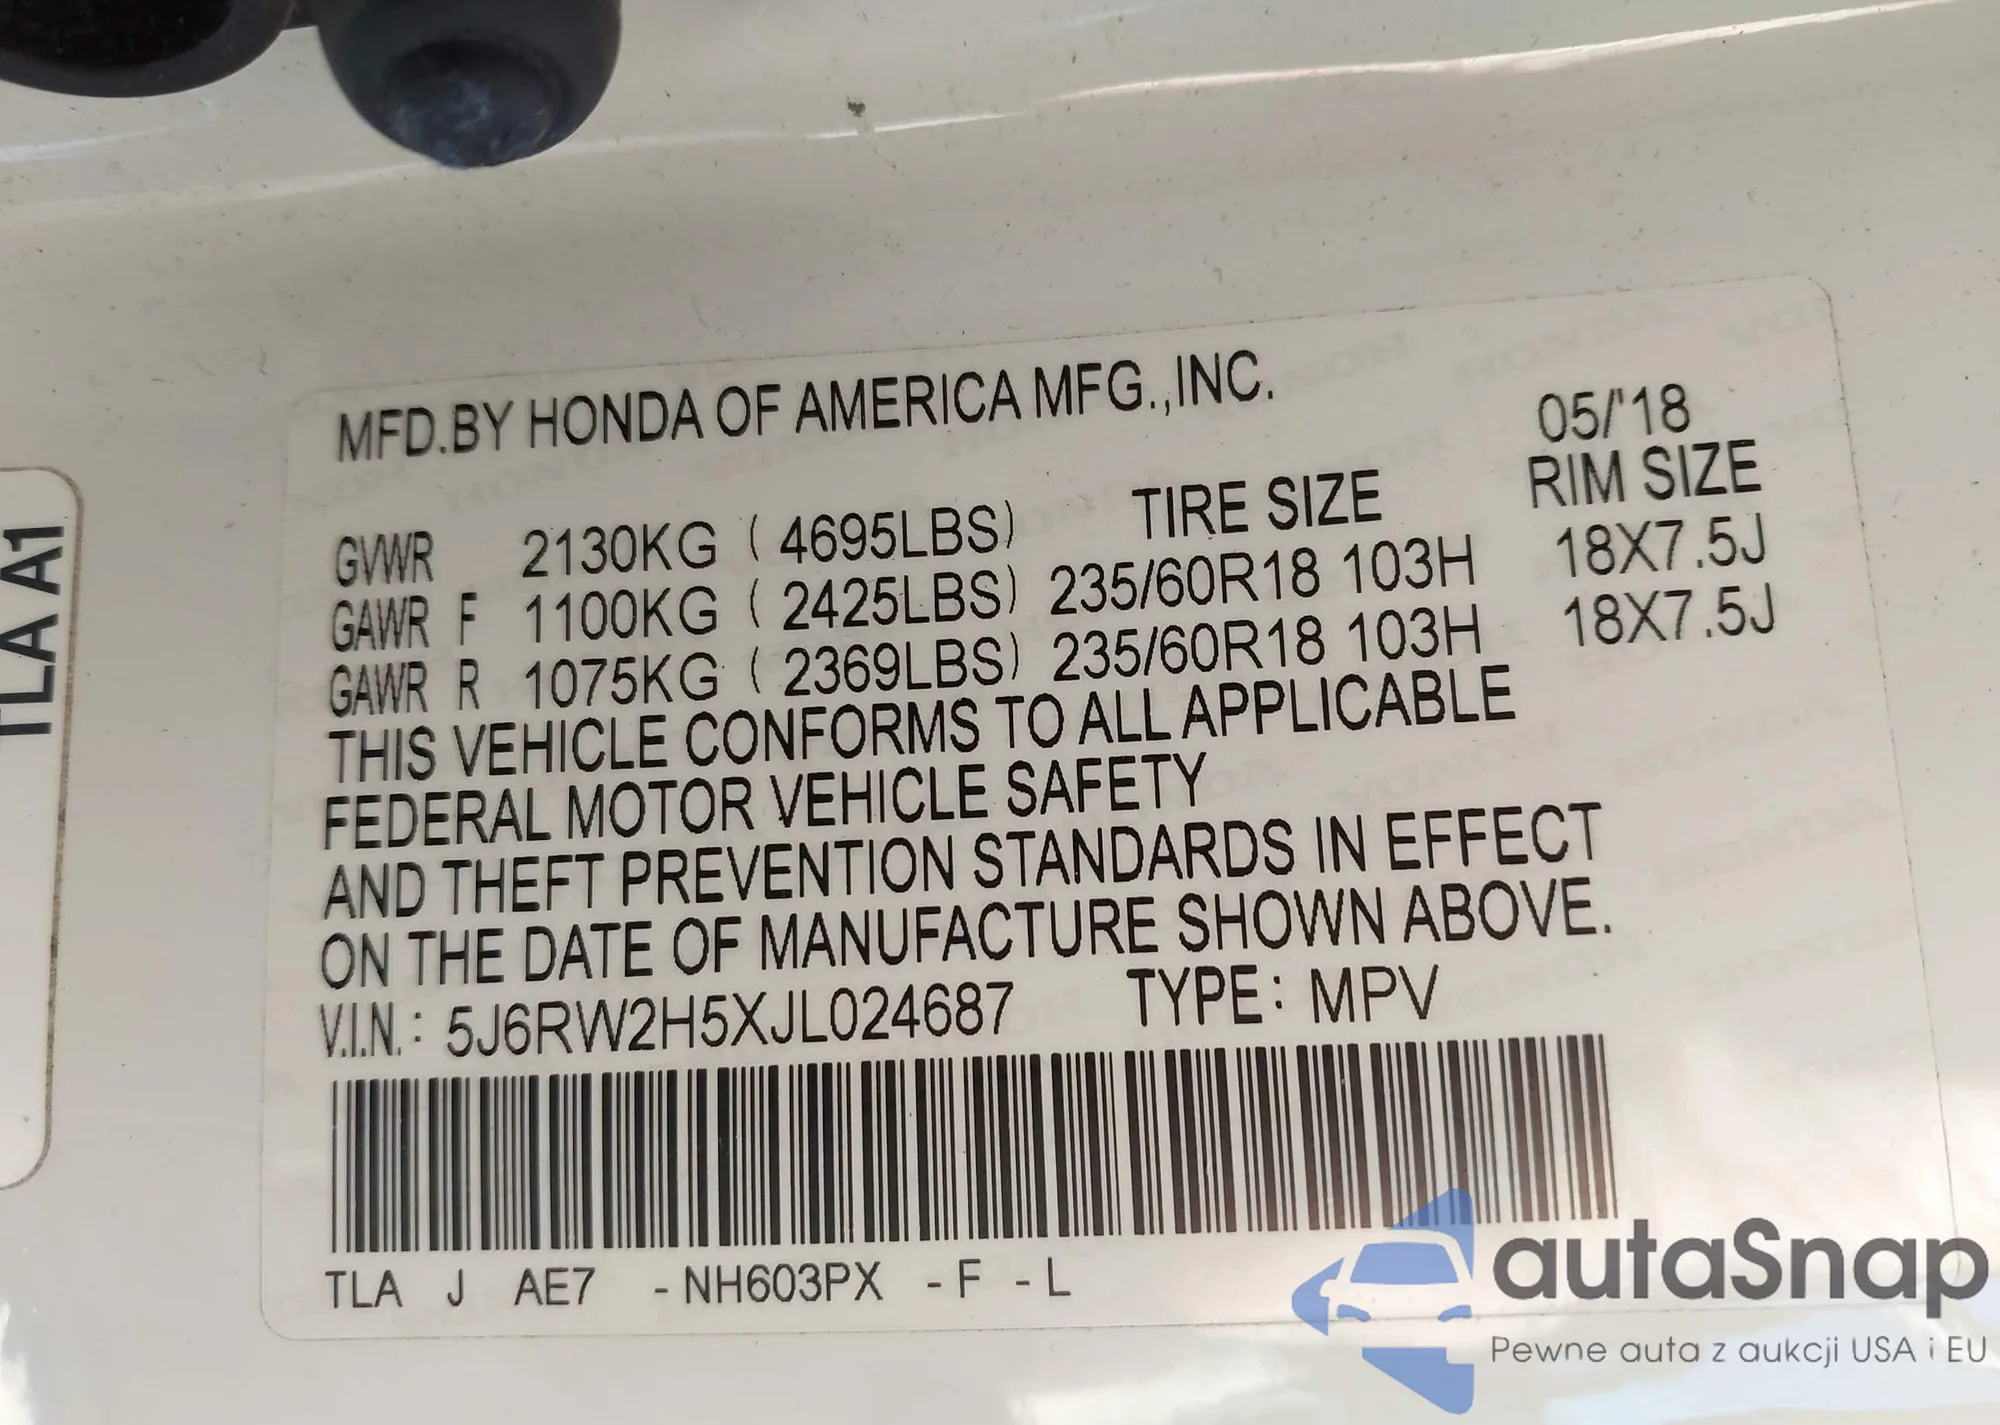 MFD.BY HONDA OF AMERICA MFG.,INC.
05/'18
TIRE SIZE RIM SIZE
GVWR 2130KG ( 4695LBS)
GAWR F 1100KG ( 2425LBS) 235/60R18 103H 18X7.5J
GAWR R 1075KG ( 2369LBS) 235/60R18 103H 18X7.5J
THIS VEHICLE CONFORMS TO ALL APPLICABLE
FEDERAL MOTOR VEHICLE SAFETY
AND THEFT PREVENTION STANDARDS IN EFFECT
ON THE DATE OF MANUFACTURE SHOWN ABOVE.
V.I.N.: 5J6RW2H5XJL024687 TYPE: MPV
TLA J AE7 -NH603PX -F -L
TLA A1
autaSnap
Pewne auta z aukcji USA i EU